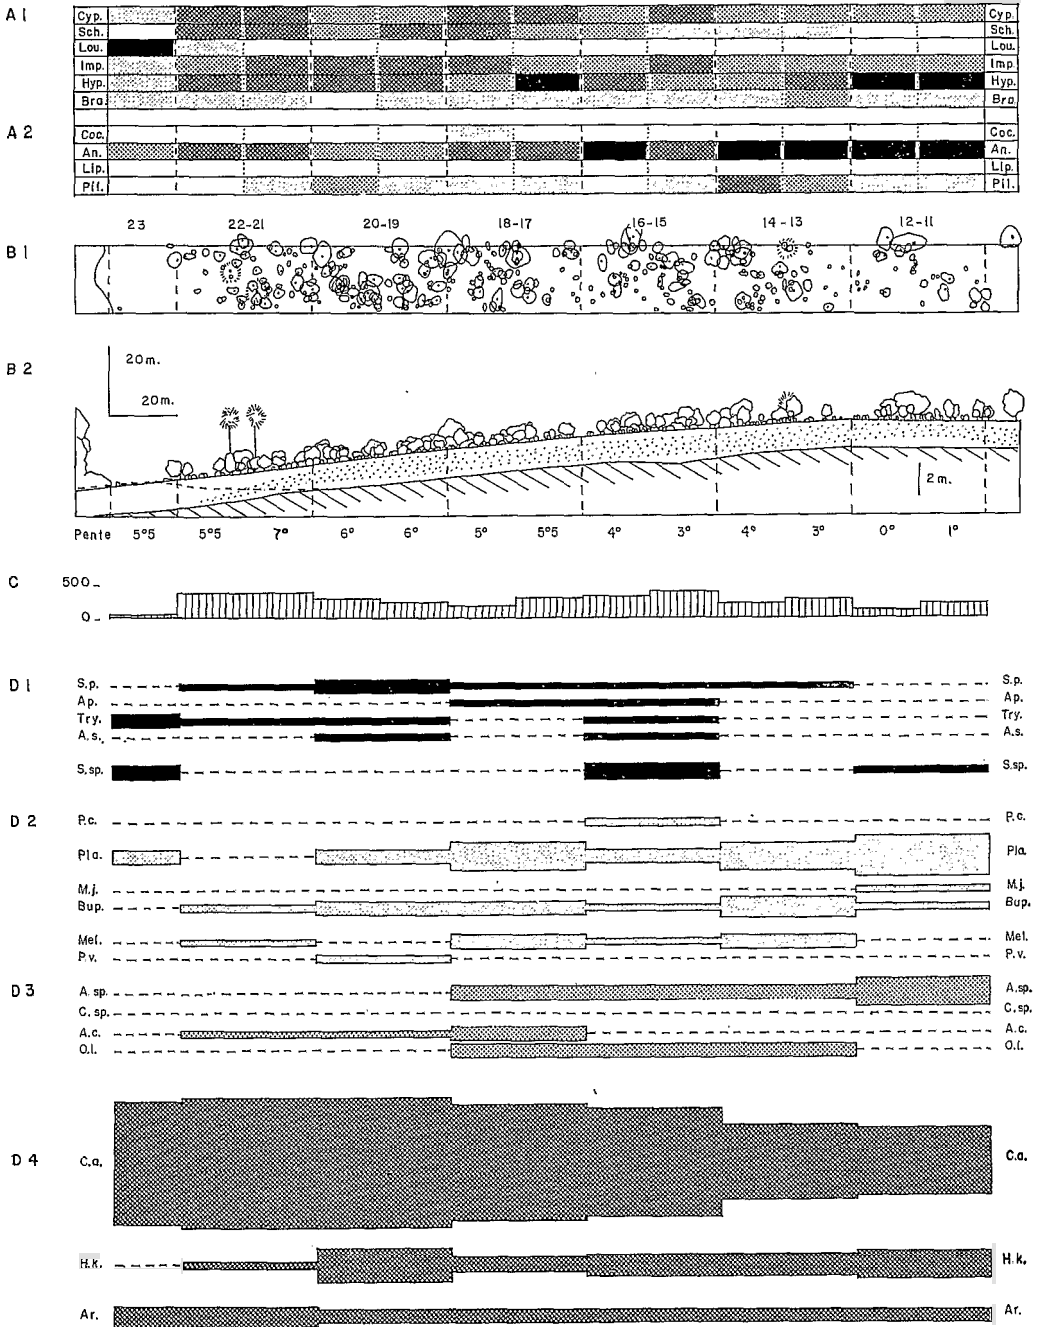 A 1
Cyp. Cyp.
Sch. Sch.
Lou. Lou.
Imp. Imp.
Hyp. Hyp.
Bra. Bra.
A 2
Coc. Coc.
An. An.
Lip. Lip.
Pil. Pil.
23 22-21 20-19 18-17 16-15 14-13 12-11
B 1
B 2
20m.
20m.
2m.
Pente 5°5 5°5 7° 6° 6° 5° 5°5 4° 3° 4° 3° 0° 1°
C 500
0
D 1 S.p. S.p.
Ap. Ap.
Try. Try.
A.s. A.s.
S.sp. S.sp.
D 2 P.c. P.c.
Pla. Pla.
M.j. M.j.
Bup. Bup.
Mel. Mel.
P.v. P.v.
D 3 A.sp. A.sp.
C.sp. C.sp.
A.c. A.c.
O.l. O.l.
D 4 C.a. C.a.
H.k. H.k.
Ar. Ar.